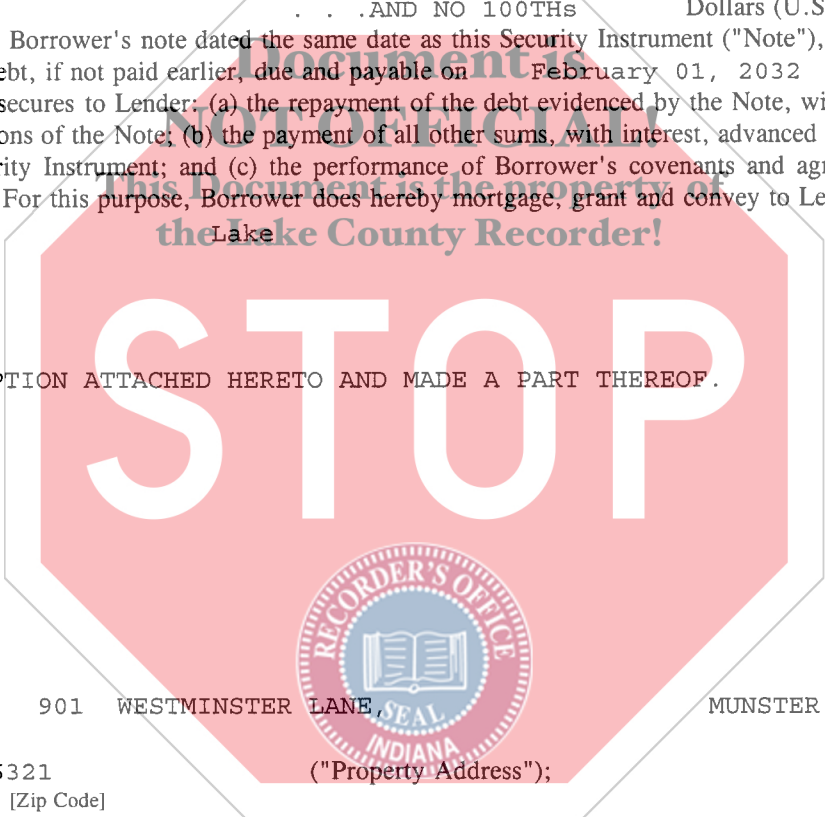 . . .AND NO 100THs Dollars (U.S
Borrower's note dated the same date as this Security Instrument ("Note"),
ebt, if not paid earlier, due and payable on February 01, 2032
secures to Lender: (a) the repayment of the debt evidenced by the Note, wi
ons of the Note; (b) the payment of all other sums, with interest, advanced
rity Instrument; and (c) the performance of Borrower's covenants and agr
For this purpose, Borrower does hereby mortgage, grant and convey to Le
Lake
Document is
NOT OFFICIAL!
This Document is the property of
the Lake County Recorder!
STOP
PTION ATTACHED HERETO AND MADE A PART THEREOF.
RECORDER'S OFFICE
SEAL
INDIANA
901 WESTMINSTER LANE, MUNSTER
5321 ("Property Address");
[Zip Code]